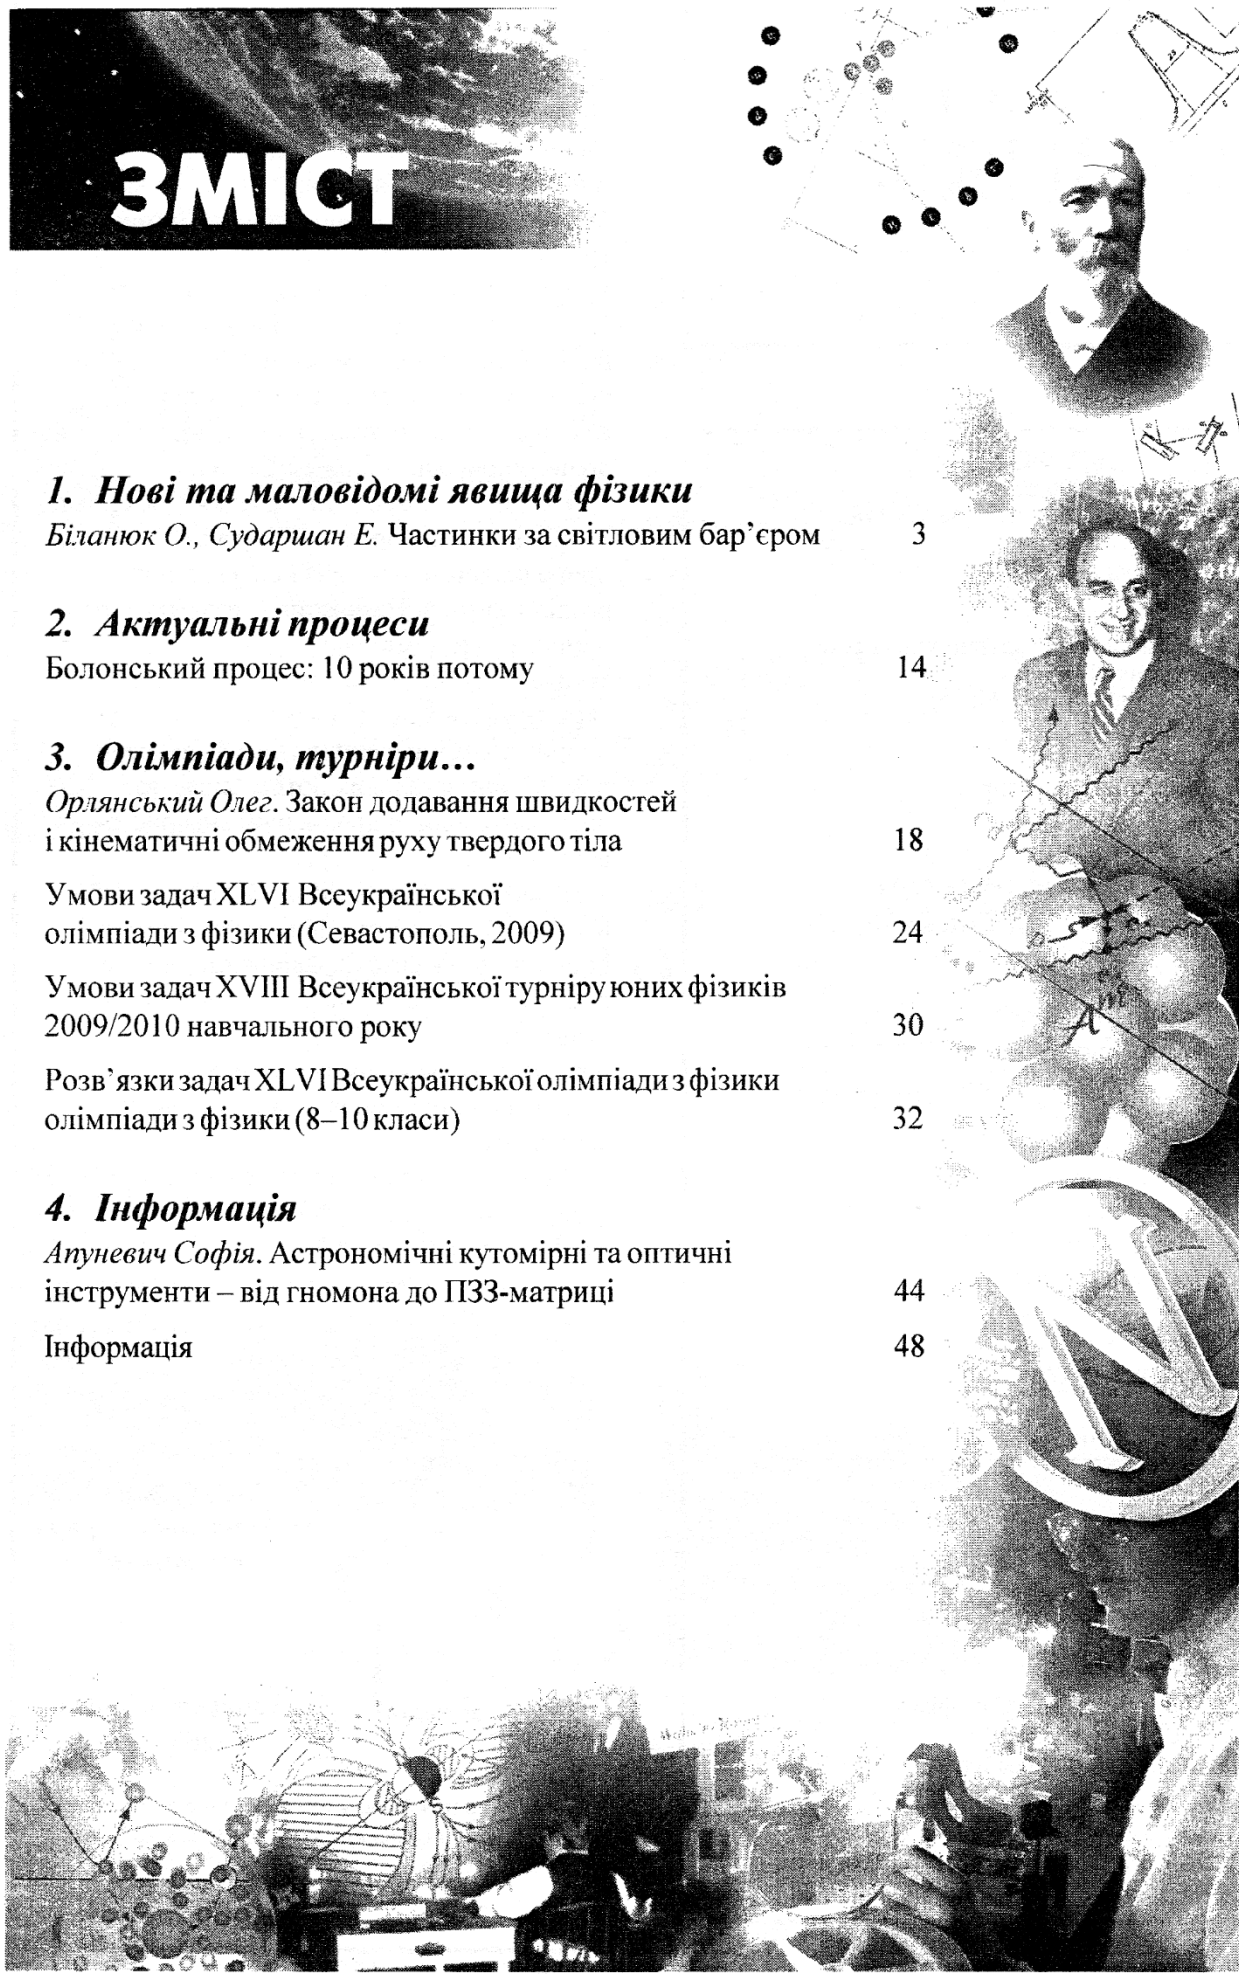 ЗМІСТ
1. Нові та маловідомі явища фізики
Біланюк О., Сударшан Е. Частинки за світловим бар’єром 3
2. Актуальні процеси
Болонський процес: 10 років потому 14
3. Олімпіади, турніри...
Орлянський Олег. Закон додавання швидкостей
і кінематичні обмеження руху твердого тіла 18
Умови задач XLVI Всеукраїнської
олімпіади з фізики (Севастополь, 2009) 24
Умови задач XVIII Всеукраїнської турніру юних фізиків
2009/2010 навчального року 30
Розв’язки задач XLVI Всеукраїнської олімпіади з фізики
олімпіади з фізики (8–10 класи) 32
4. Інформація
Апуневич Софія. Астрономічні кутомірні та оптичні
інструменти – від гномона до ПЗЗ-матриці 44
Інформація 48